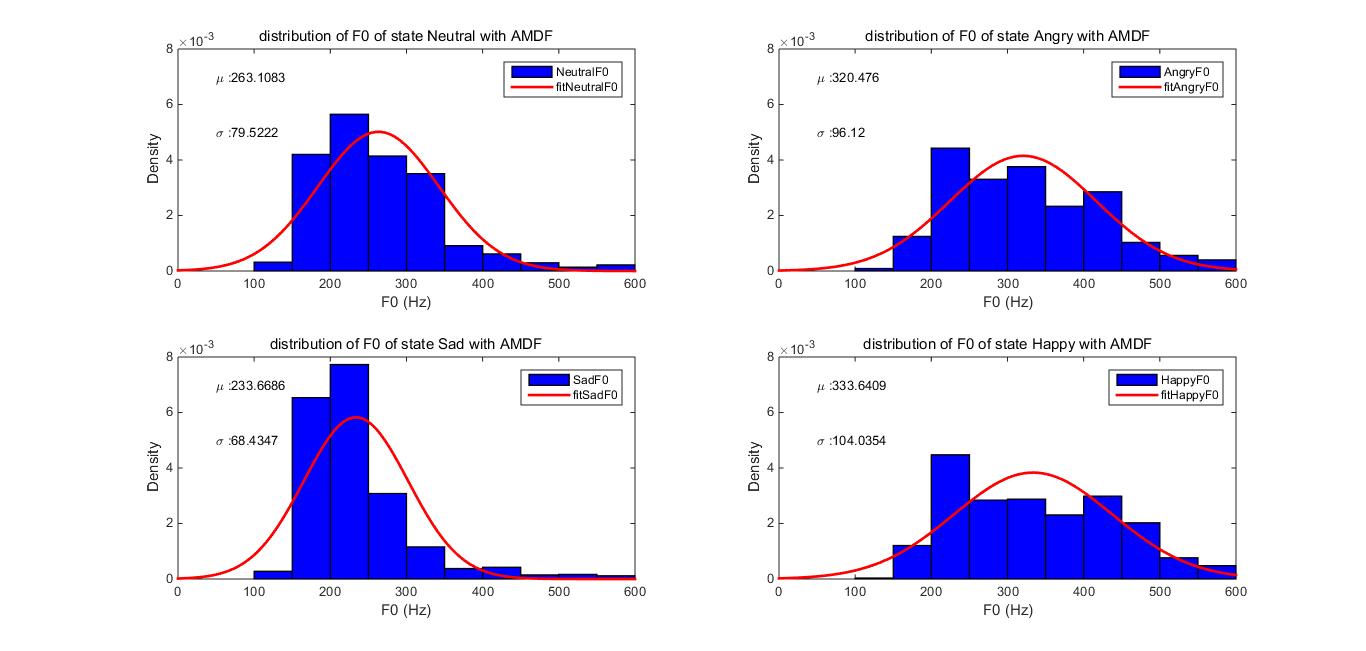 distribution of F0 of state Neutral with AMDF
×10-3
8
6
4
2
0
Density
μ :263.1083
σ :79.5222
NeutralF0
fitNeutralF0
0 100 200 300 400 500 600
F0 (Hz)
distribution of F0 of state Angry with AMDF
×10-3
8
6
4
2
0
Density
μ :320.476
σ :96.12
AngryF0
fitAngryF0
0 100 200 300 400 500 600
F0 (Hz)
distribution of F0 of state Sad with AMDF
×10-3
8
6
4
2
0
Density
μ :233.6686
σ :68.4347
SadF0
fitSadF0
0 100 200 300 400 500 600
F0 (Hz)
distribution of F0 of state Happy with AMDF
×10-3
8
6
4
2
0
Density
μ :333.6409
σ :104.0354
HappyF0
fitHappyF0
0 100 200 300 400 500 600
F0 (Hz)